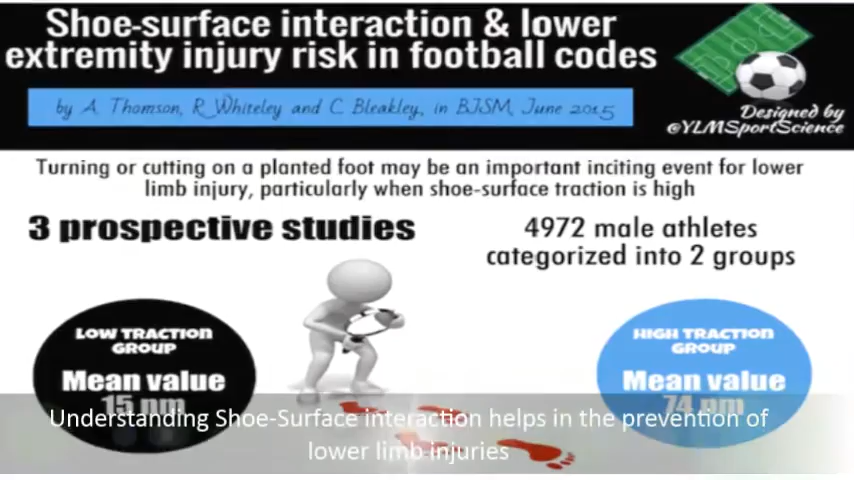 Shoe-surface interaction & lower
extremity injury risk in football codes
by A. Thomson, R. Whiteley and C. Bleakley, in BJSM, June 2015
Designed by
@YLMSportScience
Turning or cutting on a planted foot may be an important inciting event for lower
limb injury, particularly when shoe-surface traction is high
3 prospective studies
4972 male athletes
categorized into 2 groups
LOW TRACTION
GROUP
Mean value
15 nm
HIGH TRACTION
GROUP
Mean value
74 nm
Understanding Shoe-Surface interaction helps in the prevention of
lower limb injuries